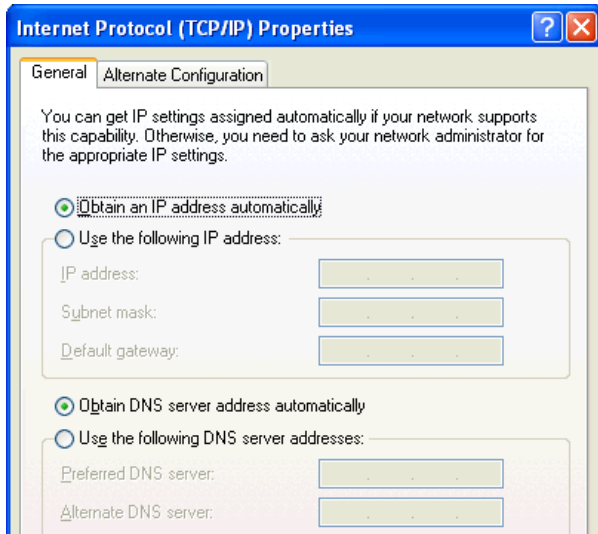 Internet Protocol (TCP/IP) Properties
General
Alternate Configuration
You can get IP settings assigned automatically if your network supports
this capability. Otherwise, you need to ask your network administrator for
the appropriate IP settings.
Obtain an IP address automatically
Use the following IP address:
IP address:
Subnet mask:
Default gateway:
Obtain DNS server address automatically
Use the following DNS server addresses:
Preferred DNS server:
Alternate DNS server: